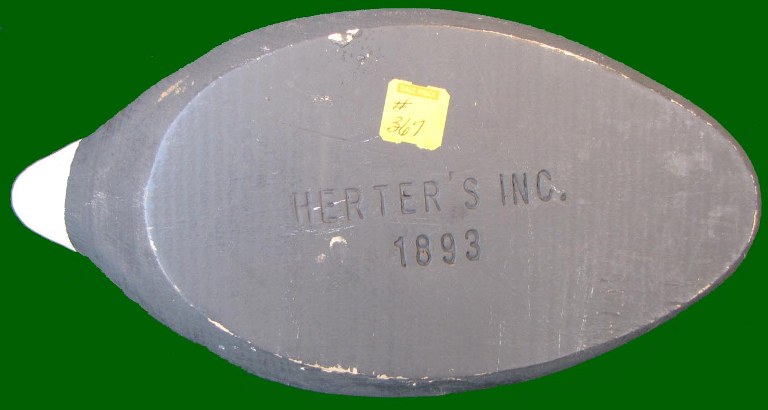 #
367
HERTER'S INC.
1893